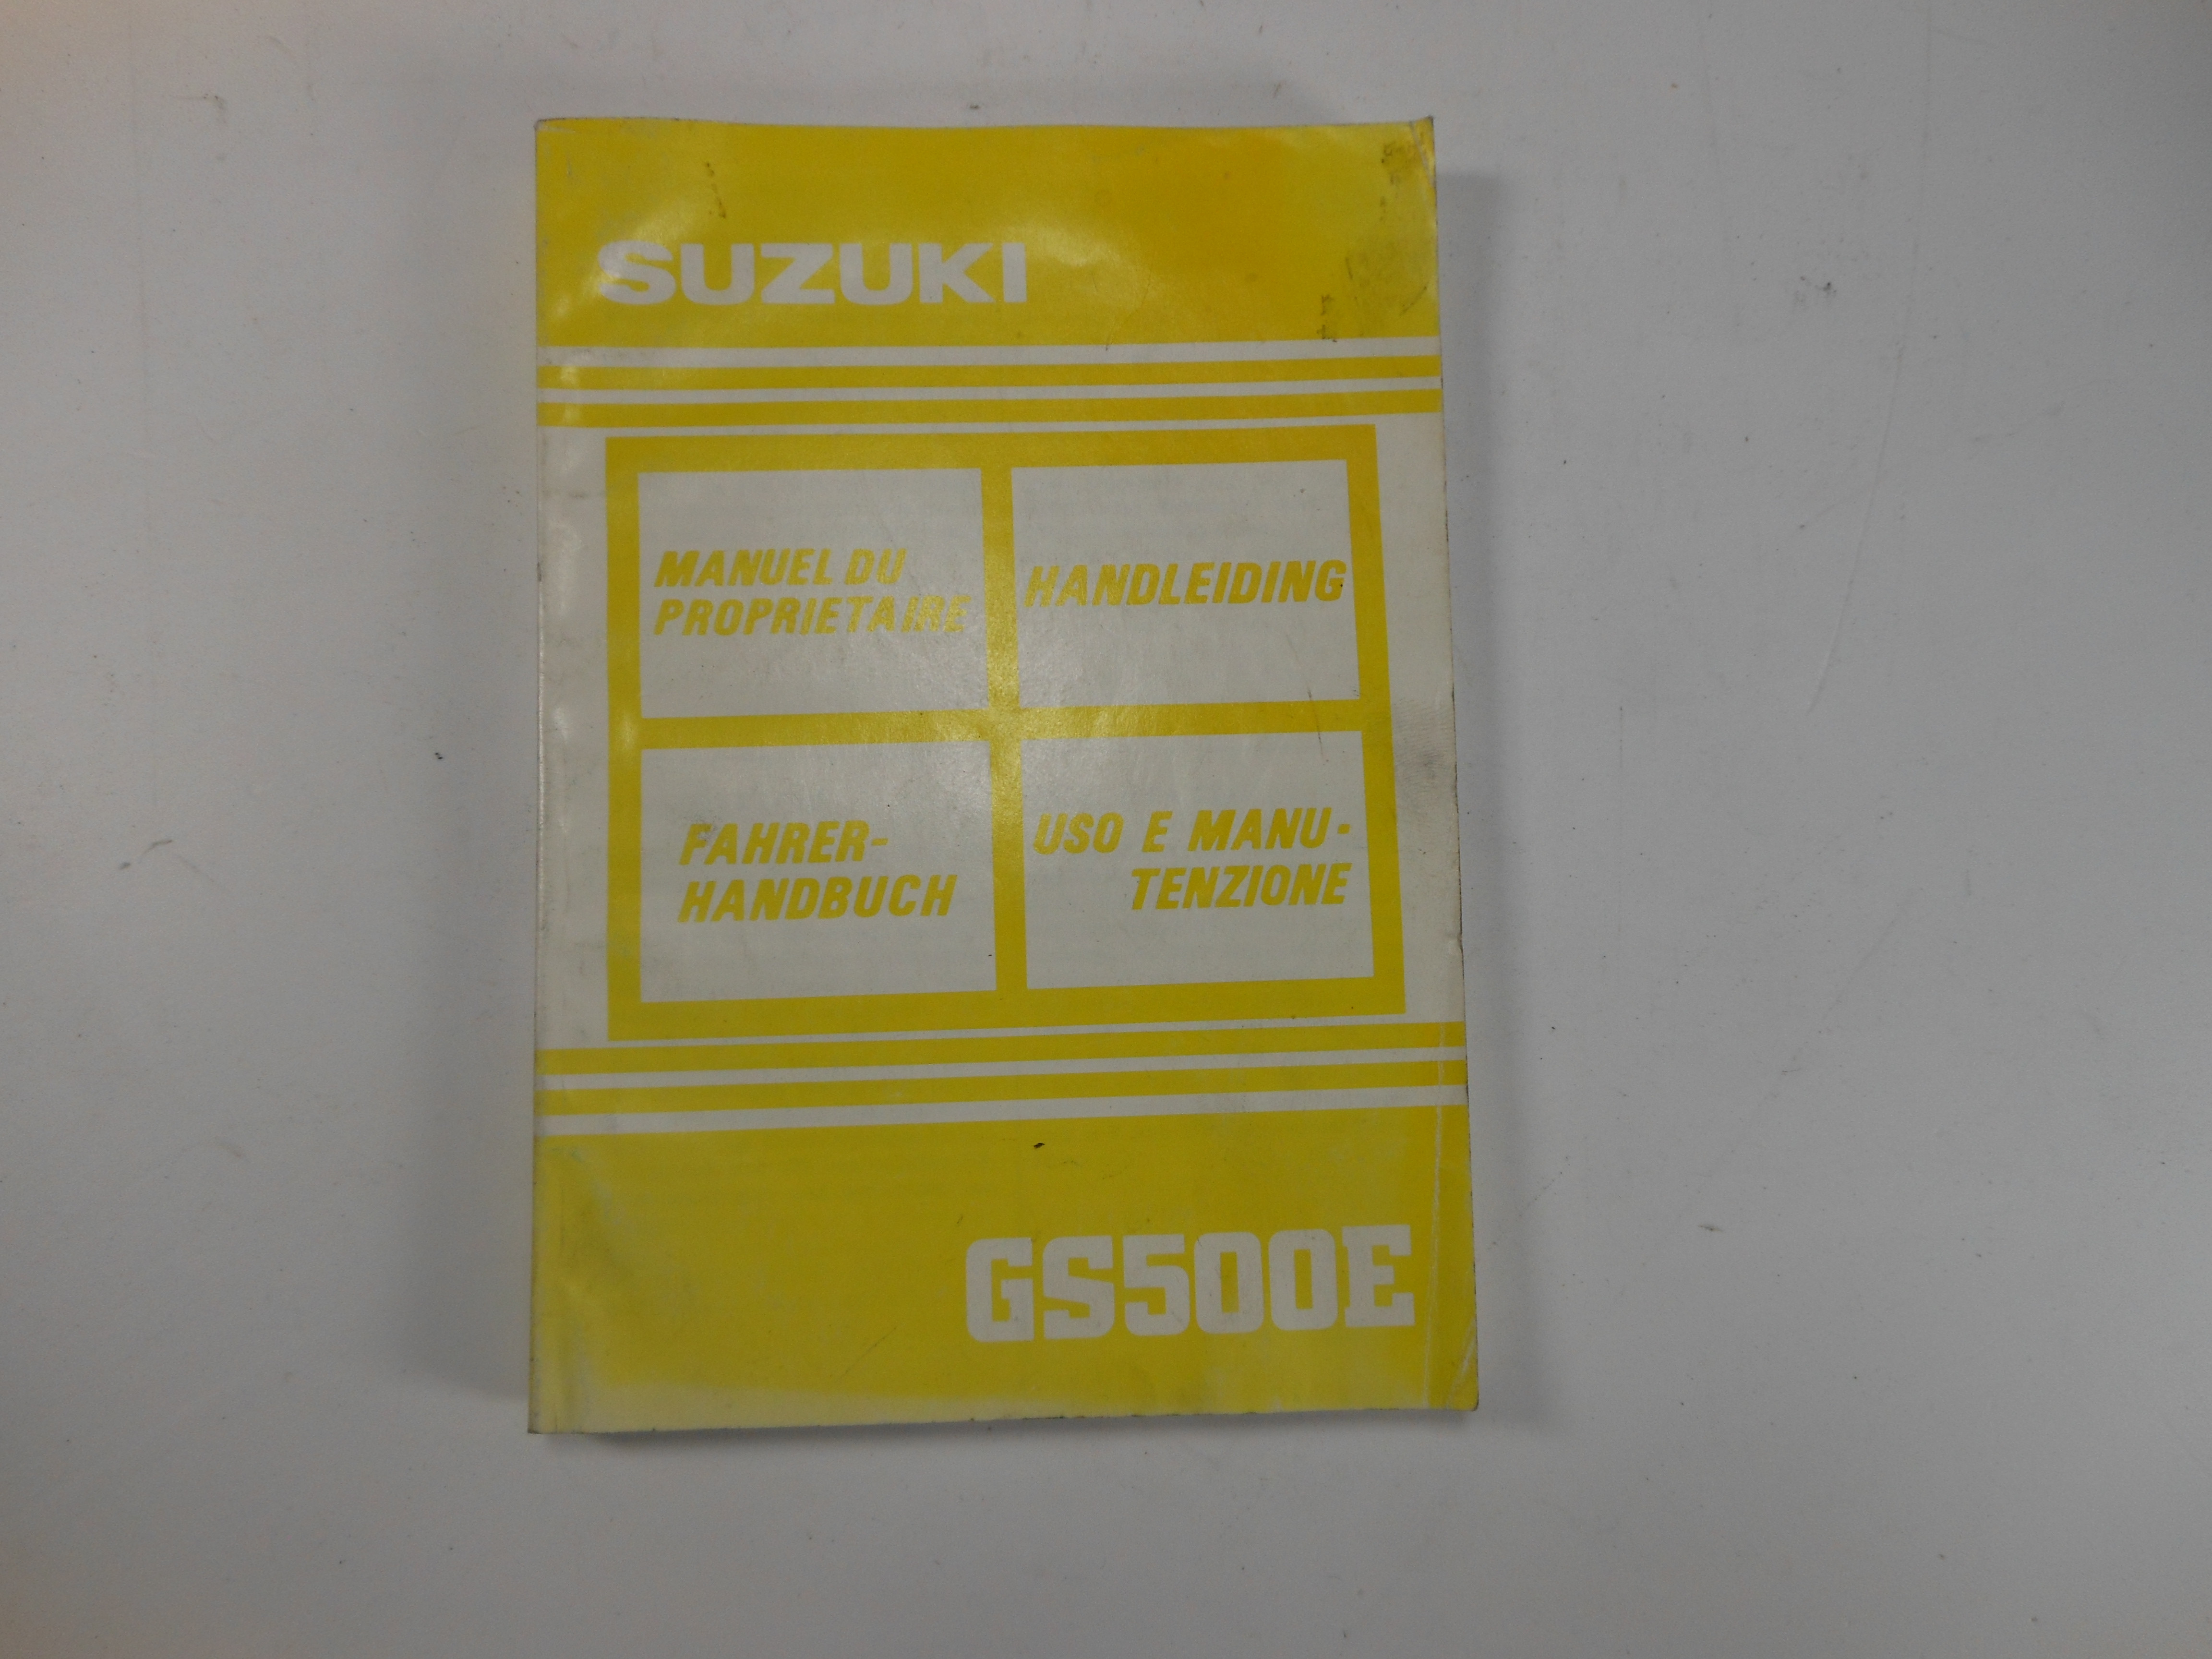 SUZUKI
MANUEL DU
PROPRIETAIRE
HANDLEIDING
FAHRER-
HANDBUCH
USO E MANU-
TENZIONE
GS500E